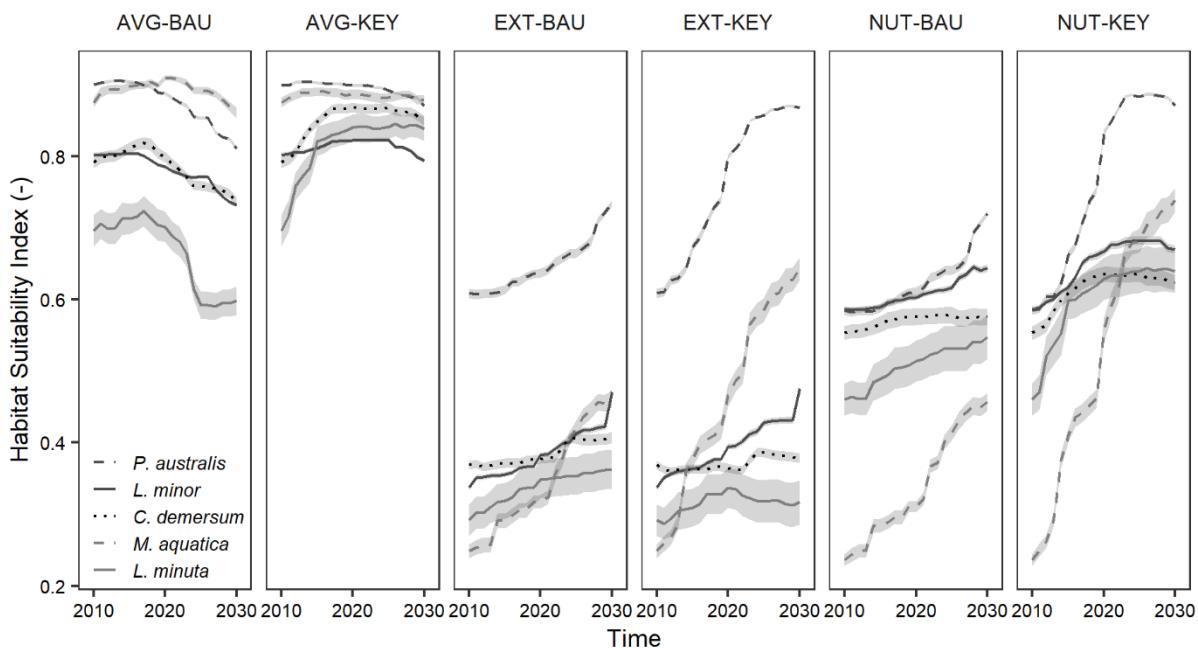 AVG-BAU AVG-KEY EXT-BAU EXT-KEY NUT-BAU NUT-KEY
Habitat Suitability Index (-)
0.8
0.6
0.4
0.2
P. australis
L. minor
C. demersum
M. aquatica
L. minuta
2010 2020 2030 2010 2020 2030 2010 2020 2030 2010 2020 2030 2010 2020 2030 2010 2020 2030
Time